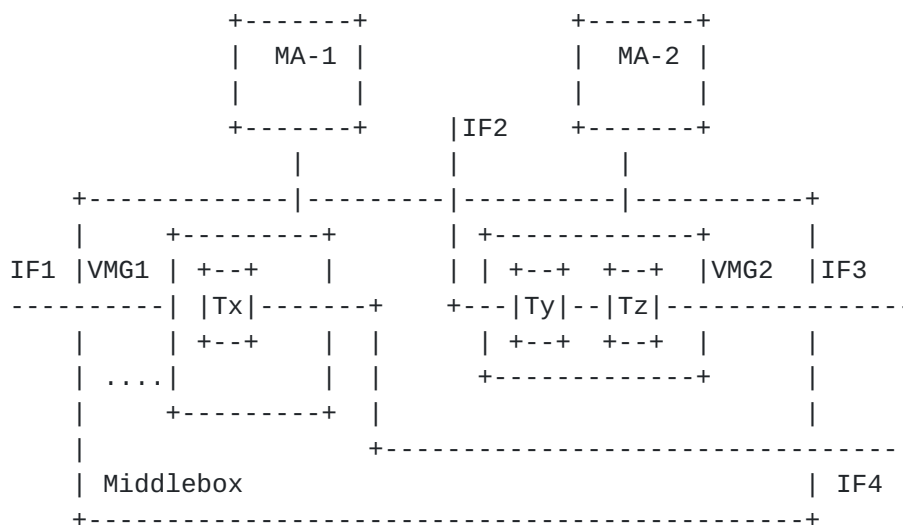 +-------+                 +-------+
|  MA-1 |                 |  MA-2 |
|       |                 |       |
+-------+      |IF2    +-------+
|         |          |
+-------------|---------|----------|-----------+
|     +---------+       | +-------------+      |
IF1 |VMG1 | +--+    |       | | +--+  +--+  |VMG2  |IF3
----------| |Tx|-------+    +---|Ty|--|Tz|---------------
|     | +--+    |  |      | +--+  +--+  |      |
| ....|         |  |      +-------------+      |
|     +---------+  |                           |
|                  +---------------------------------
| Middlebox                                    | IF4
+----------------------------------------------+